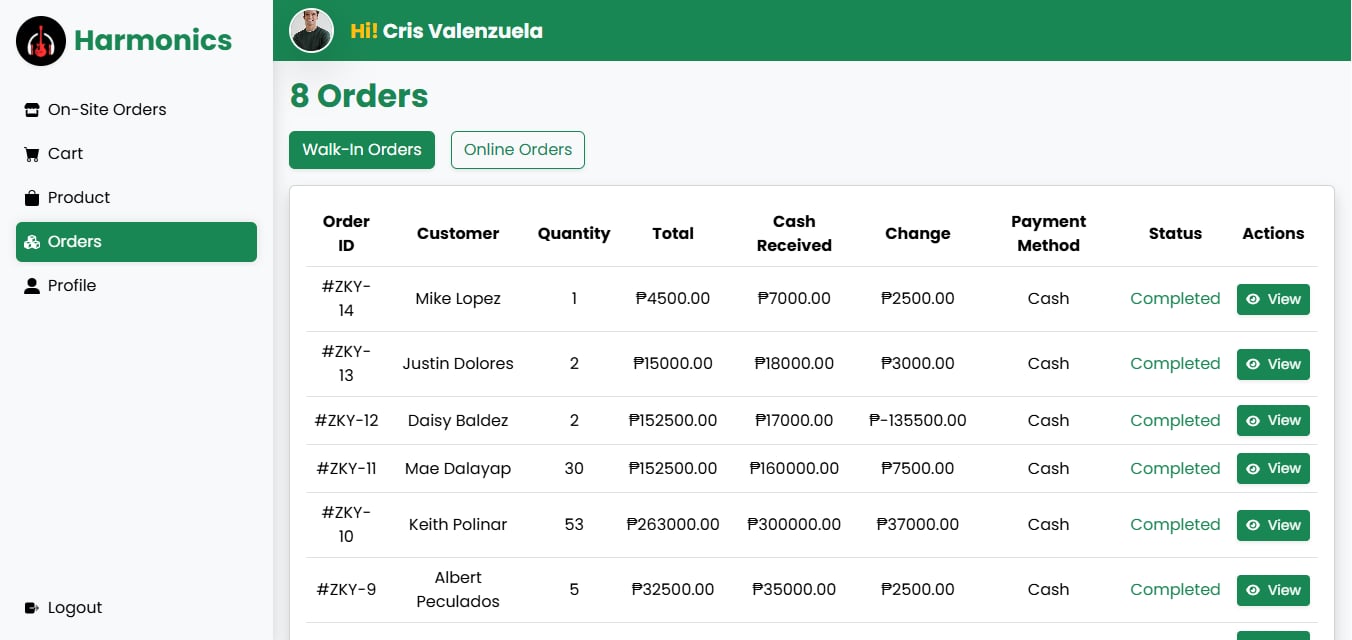 Harmonics
On-Site Orders
Cart
Product
Orders
Profile
Logout
Hi! Cris Valenzuela
8 Orders
Walk-In Orders Online Orders
Order ID Customer Quantity Total Cash Received Change Payment Method Status Actions
#ZKY-14 Mike Lopez 1 ₱4500.00 ₱7000.00 ₱2500.00 Cash Completed View
#ZKY-13 Justin Dolores 2 ₱15000.00 ₱18000.00 ₱3000.00 Cash Completed View
#ZKY-12 Daisy Baldez 2 ₱152500.00 ₱17000.00 ₱-135500.00 Cash Completed View
#ZKY-11 Mae Dalayap 30 ₱152500.00 ₱160000.00 ₱7500.00 Cash Completed View
#ZKY-10 Keith Polinar 53 ₱263000.00 ₱300000.00 ₱37000.00 Cash Completed View
#ZKY-9 Albert Peculados 5 ₱32500.00 ₱35000.00 ₱2500.00 Cash Completed View